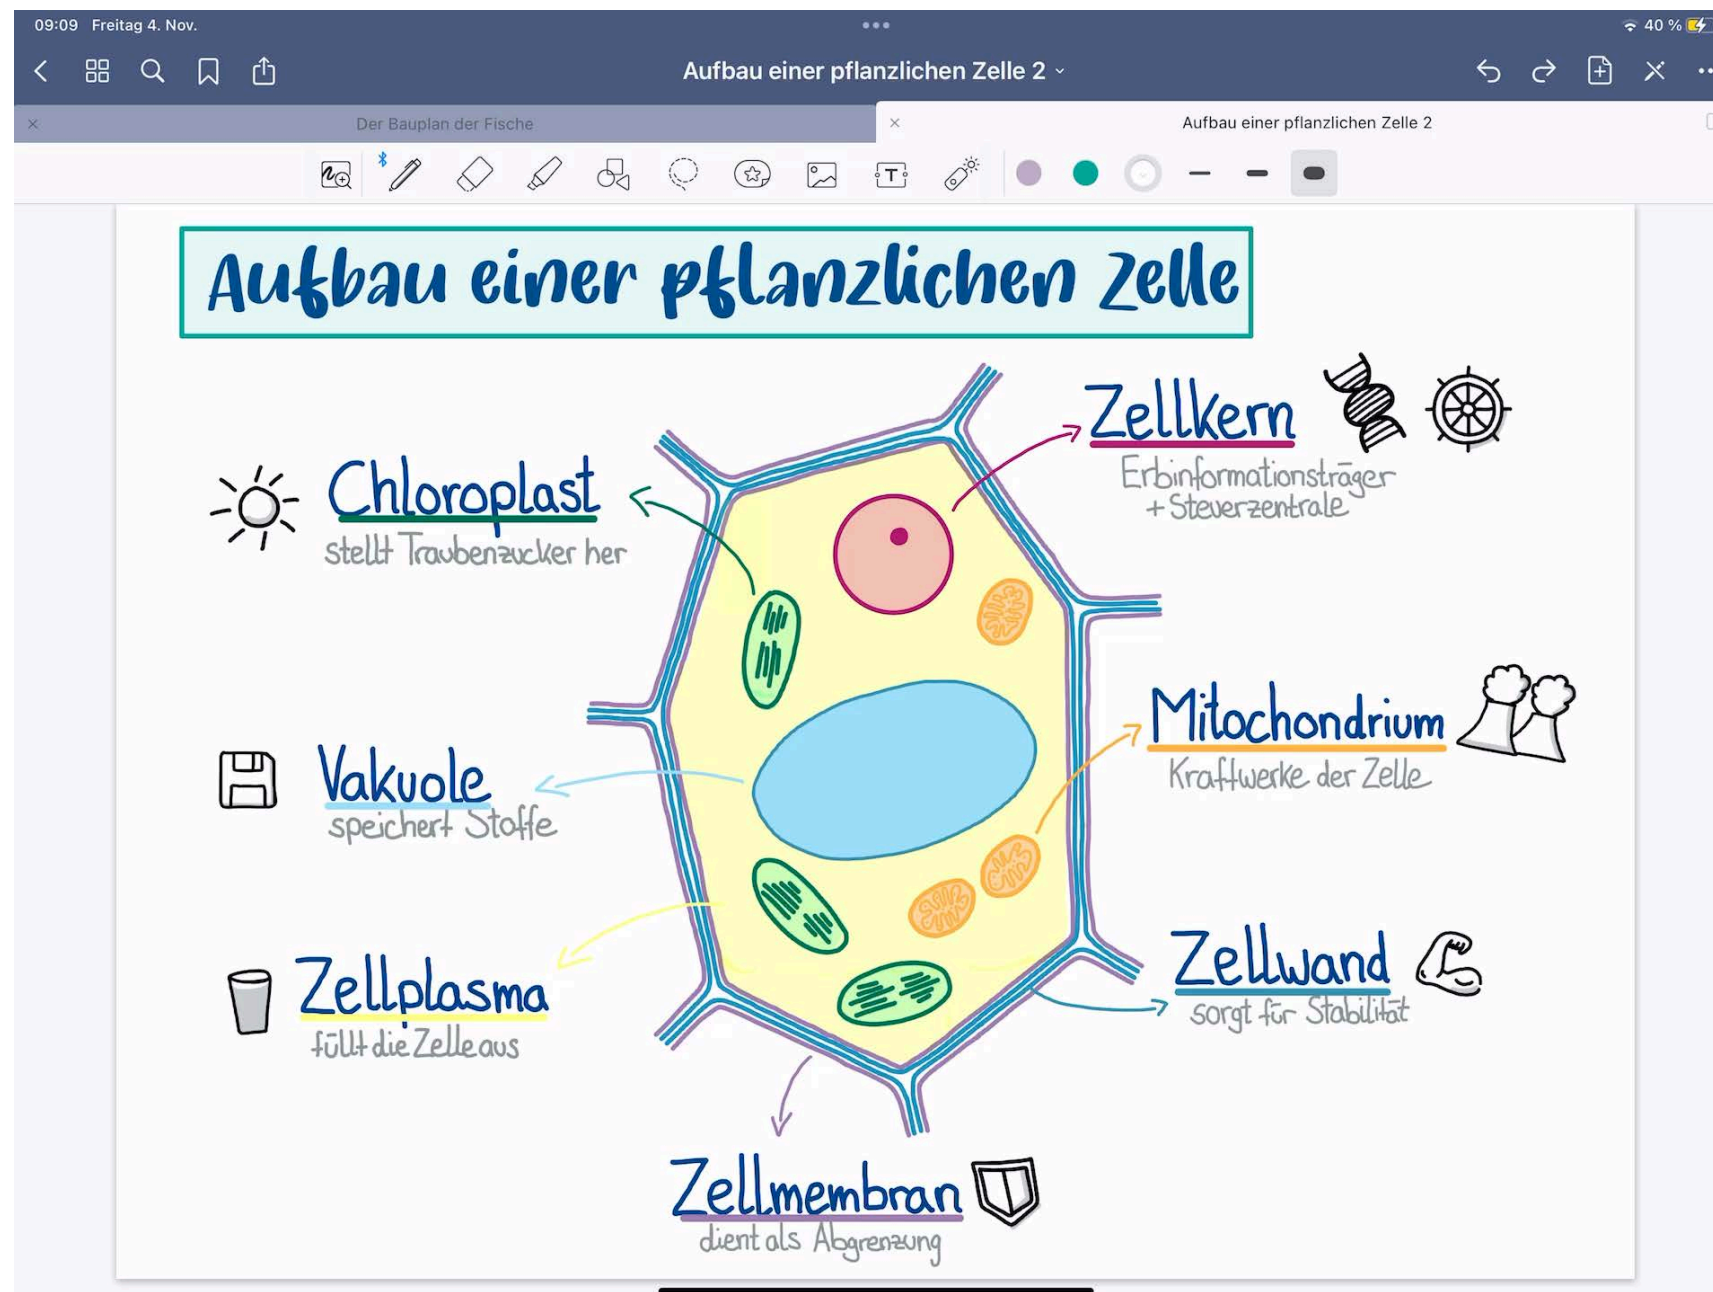 09:09 Freitag 4. Nov.
40 %
Aufbau einer pflanzlichen Zelle 2
Der Bauplan der Fische
Aufbau einer pflanzlichen Zelle 2
T
Aufbau einer pflanzlichen Zelle
Zellkern
Erbinformationsträger
+ Steuerzentrale
Chloroplast
stellt Traubenzucker her
Mitochondrium
Kraftwerke der Zelle
Vakuole
speichert Stoffe
Zellwand
sorgt für Stabilität
Zellplasma
füllt die Zelle aus
Zellmembran
dient als Abgrenzung